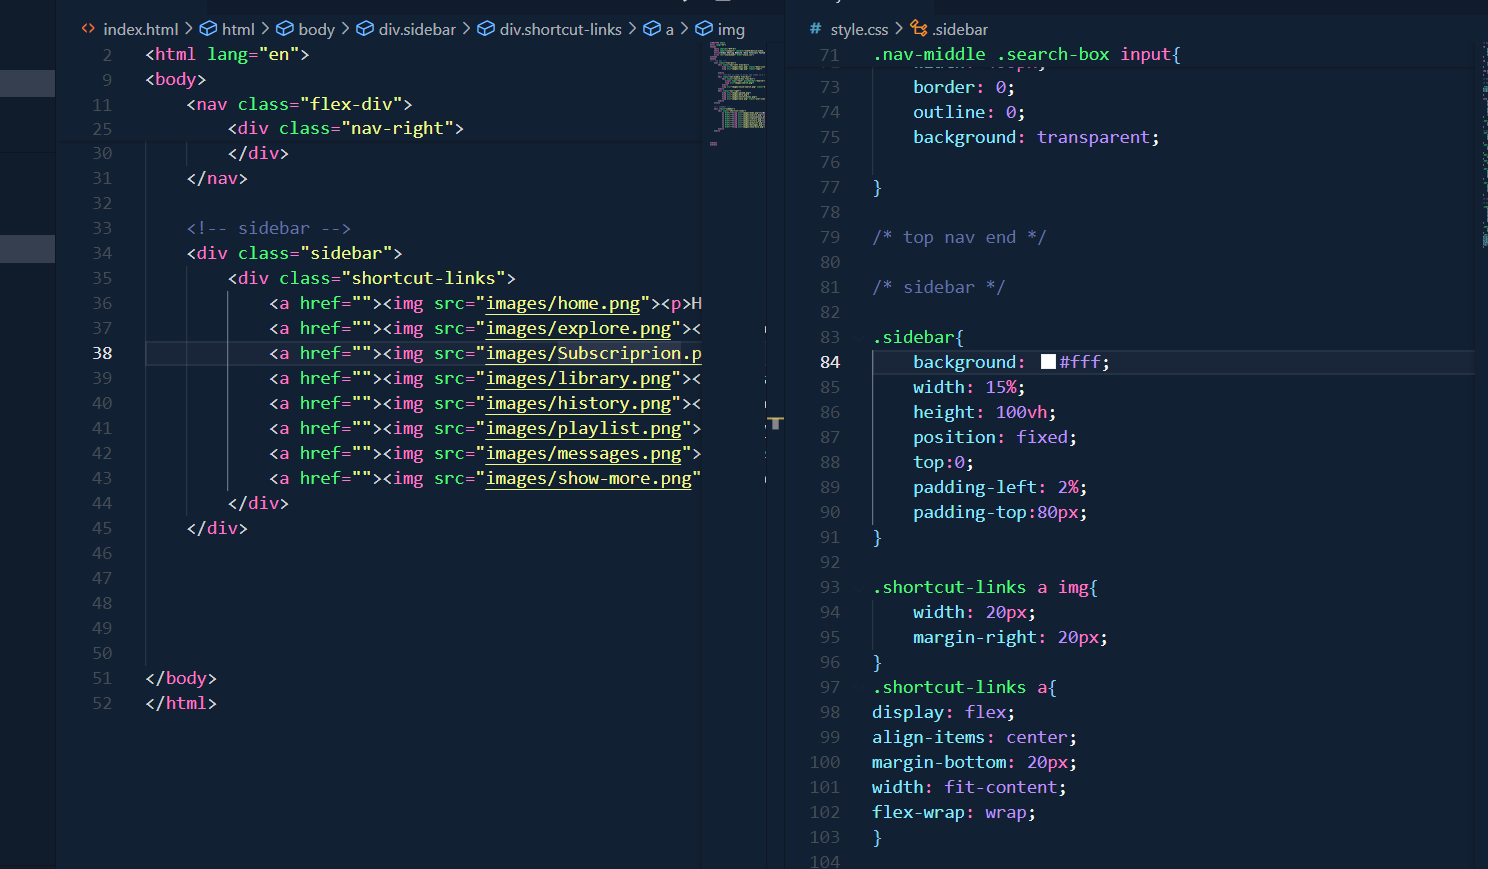 <> index.html > html > body > div.sidebar > div.shortcut-links > a > img
2 <html lang="en">
9 <body>
11 <nav class="flex-div">
25 <div class="nav-right">
30 </div>
31 </nav>
32
33 <!-- sidebar -->
34 <div class="sidebar">
35 <div class="shortcut-links">
36 <a href=""><img src="images/home.png"><p>H
37 <a href=""><img src="images/explore.png"><
38 <a href=""><img src="images/Subscriprion.p
39 <a href=""><img src="images/library.png"><
40 <a href=""><img src="images/history.png"><
41 <a href=""><img src="images/playlist.png">
42 <a href=""><img src="images/messages.png">
43 <a href=""><img src="images/show-more.png"
44 </div>
45 </div>
46
47
48
49
50
51 </body>
52 </html>
# style.css > .sidebar
71 .nav-middle .search-box input{
73 border: 0;
74 outline: 0;
75 background: transparent;
76
77 }
78
79 /* top nav end */
80
81 /* sidebar */
82
83 .sidebar{
84 background: #fff;
85 width: 15%;
86 height: 100vh;
87 position: fixed;
88 top:0;
89 padding-left: 2%;
90 padding-top:80px;
91 }
92
93 .shortcut-links a img{
94 width: 20px;
95 margin-right: 20px;
96 }
97 .shortcut-links a{
98 display: flex;
99 align-items: center;
100 margin-bottom: 20px;
101 width: fit-content;
102 flex-wrap: wrap;
103 }
104